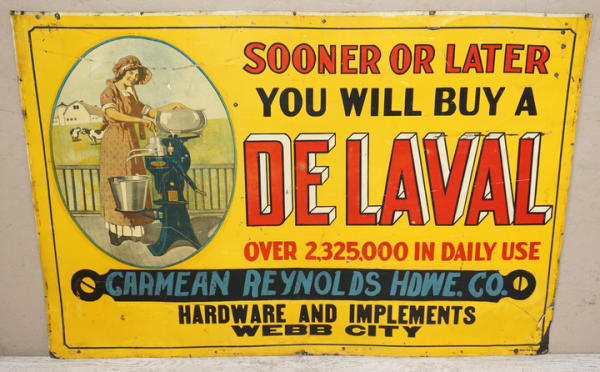 SOONER OR LATER
YOU WILL BUY A
DE LAVAL
OVER 2,325,000 IN DAILY USE
GARMEAN REYNOLDS HDWE. CO.
HARDWARE AND IMPLEMENTS
WEBB CITY